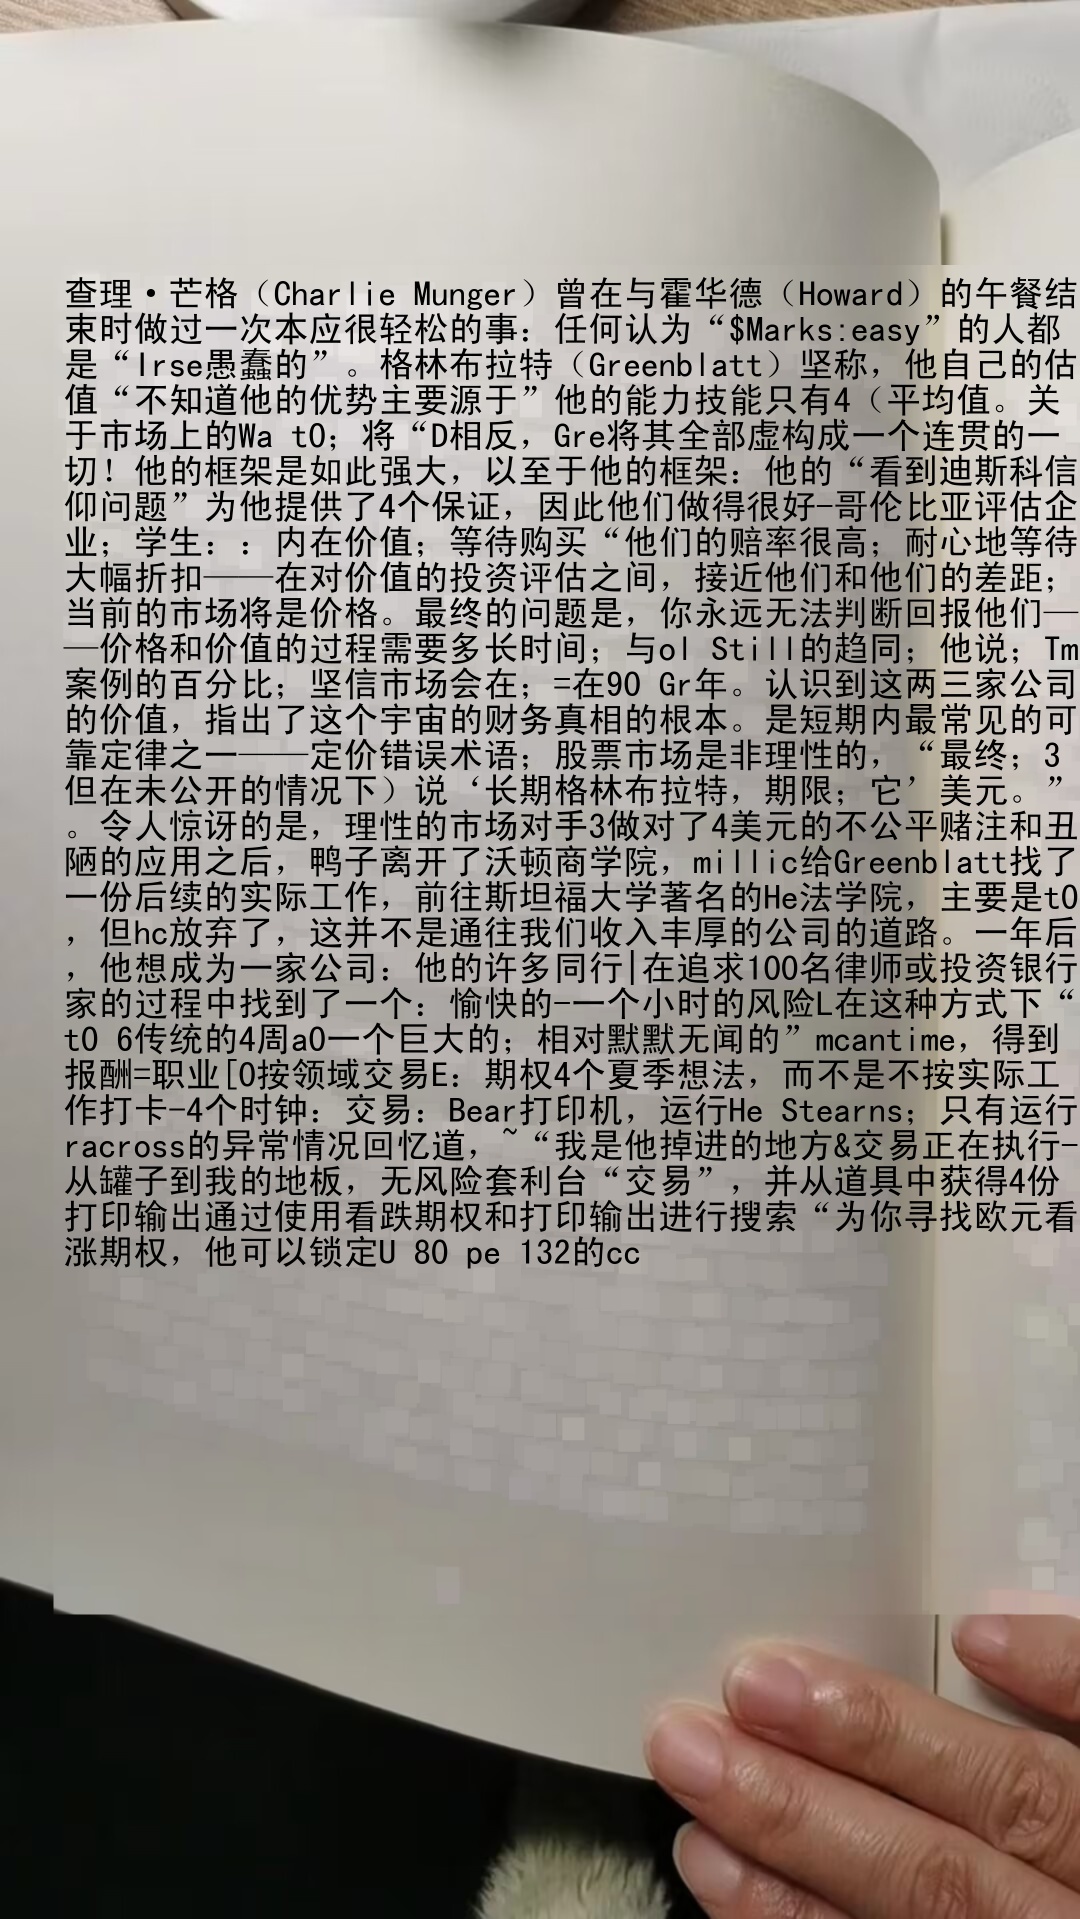 查理·芒格（Charlie Munger）曾在与霍华德（Howard）的午餐结
束时做过一次本应很轻松的事：任何认为“$Marks:easy”的人都
是“Irse愚蠢的”。格林布拉特（Greenblatt）坚称，他自己的估
值“不知道他的优势主要源于”他的能力技能只有4（平均值。关
于市场上的Wa tO；将“D相反，Gre将其全部虚构成一个连贯的一
切！他的框架是如此强大，以至于他的框架：他的“看到迪斯科信
仰问题”为他提供了4个保证，因此他们做得很好-哥伦比亚评估企
业；学生：：内在价值；等待购买“他们的赔率很高；耐心地等待
大幅折扣——在对价值的投资评估之间，接近他们和他们的差距；
当前的市场将是价格。最终的问题是，你永远无法判断回报他们—
—价格和价值的过程需要多长时间；与ol Still的趋同；他说；Tm
案例的百分比；坚信市场会在；=在90 Gr年。认识到这两三家公司
的价值，指出了这个宇宙的财务真相的根本。是短期内最常见的可
靠定律之一——定价错误术语；股票市场是非理性的，“最终；3
但在未公开的情况下）说‘长期格林布拉特，期限；它’美元。”
。令人惊讶的是，理性的市场对手3做对了4美元的不公平赌注和丑
陋的应用之后，鸭子离开了沃顿商学院，millic给Greenblatt找了
一份后续的实际工作，前往斯坦福大学著名的He法学院，主要是tO
，但hc放弃了，这并不是通往我们收入丰厚的公司的道路。一年后
，他想成为一家公司：他的许多同行|在追求100名律师或投资银行
家的过程中找到了一个：愉快的-一个小时的风险L在这种方式下“
tO 6传统的4周aO一个巨大的；相对默默无闻的”mcantime，得到
报酬=职业[O按领域交易E：期权4个夏季想法，而不是不按实际工
作打卡-4个时钟：交易：Bear打印机，运行He Stearns；只有运行
racross的异常情况回忆道，~“我是他掉进的地方&交易正在执行-
从罐子到我的地板，无风险套利台“交易”，并从道具中获得4份
打印输出通过使用看跌期权和打印输出进行搜索“为你寻找欧元看
涨期权，他可以锁定U 80 pe 132的cc